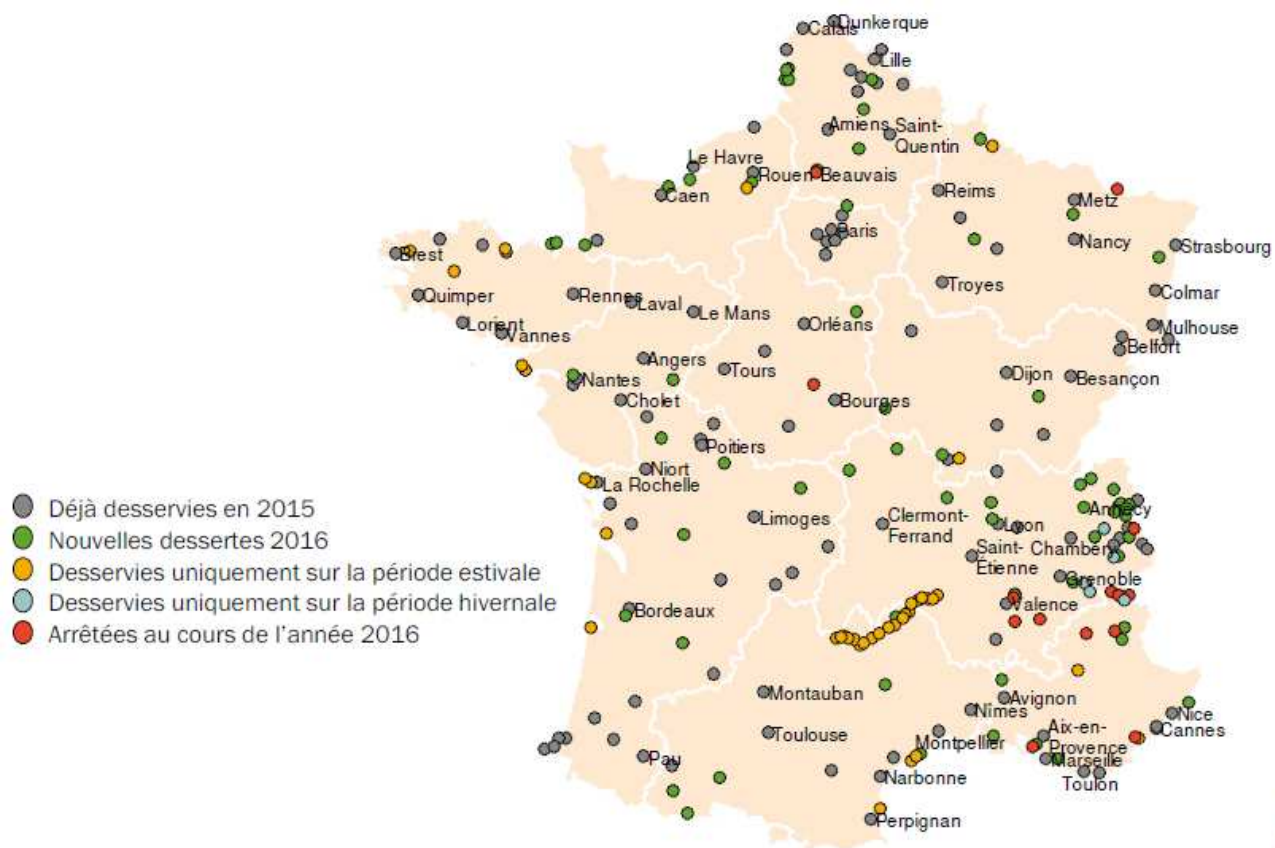 Dunkerque
Calais
Lille
Amiens
Saint-
Quentin
Le Havre
Rouen
Beauvais
Caen
Reims
Metz
Paris
Nancy
Strasbourg
Brest
Troyes
Colmar
Quimper
Rennes
Laval
Le Mans
Orléans
Mulhouse
Lorient
Vannes
Belfort
Angers
Tours
Dijon
Besançon
Nantes
Cholet
Bourges
Poitiers
Niort
La Rochelle
Déjà desservies en 2015
Nouvelles dessertes 2016
Desservies uniquement sur la période estivale
Desservies uniquement sur la période hivernale
Arrêtées au cours de l'année 2016
Limoges
Clermont-
Ferrand
Lyon
Annecy
Saint-
Étienne
Chambéry
Grenoble
Bordeaux
Valence
Montauban
Avignon
Nîmes
Nice
Cannes
Toulouse
Montpellier
Aix-en-
Provence
Marseille
Pau
Narbonne
Toulon
Perpignan